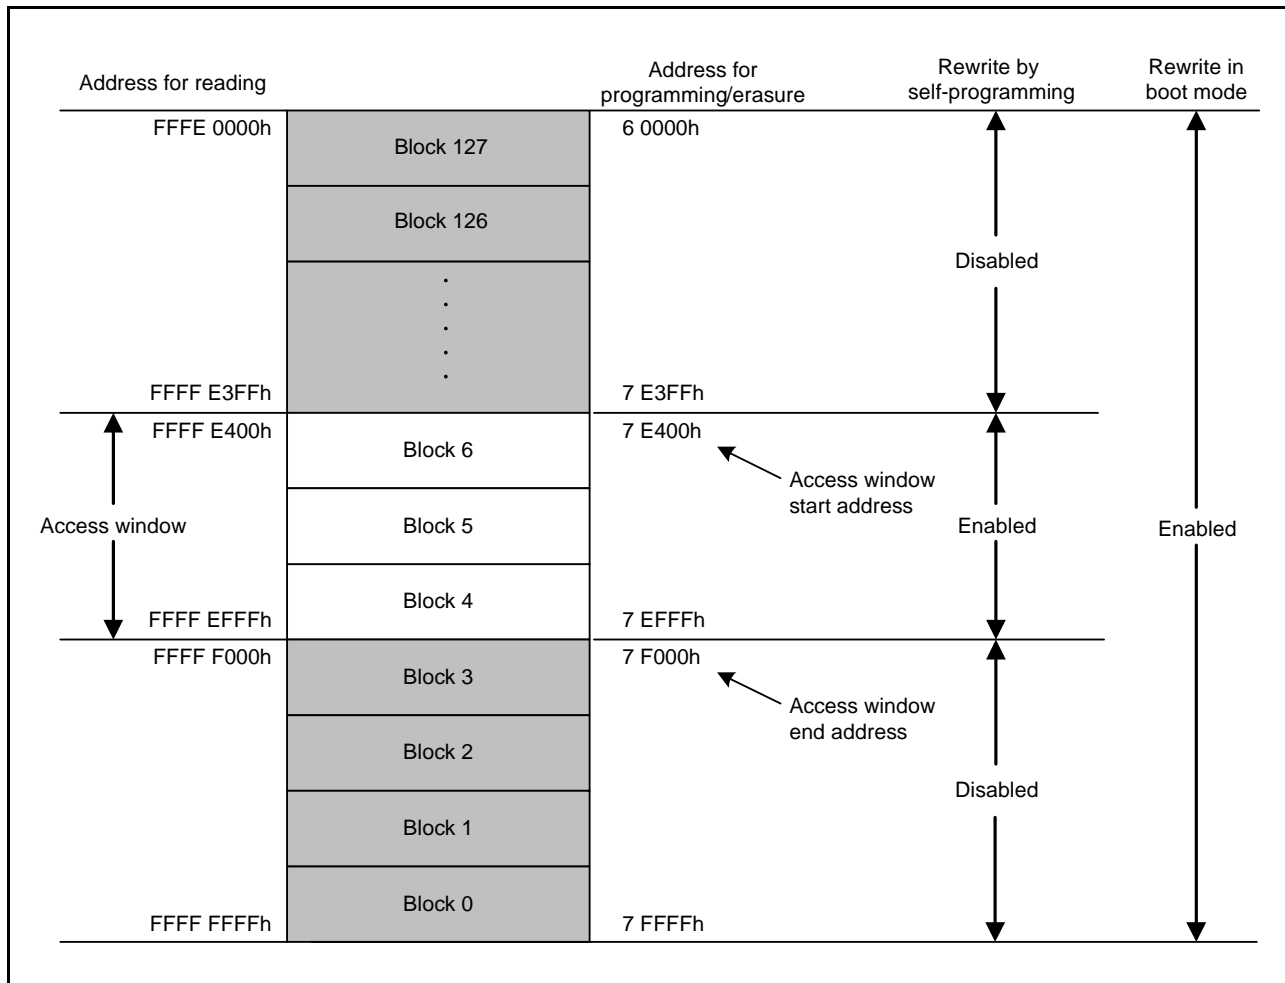 Address for reading
Address for
programming/erasure
Rewrite by
self-programming
Rewrite in
boot mode
FFFE 0000h
Block 127
6 0000h
Block 126
Disabled
FFFF E3FFh
7 E3FFh
FFFF E400h
Block 6
7 E400h
Access window
start address
Access window
Block 5
Enabled
Enabled
Block 4
FFFF EFFFh
7 EFFFh
FFFF F000h
Block 3
7 F000h
Access window
end address
Block 2
Disabled
Block 1
Block 0
FFFF FFFFh
7 FFFFh